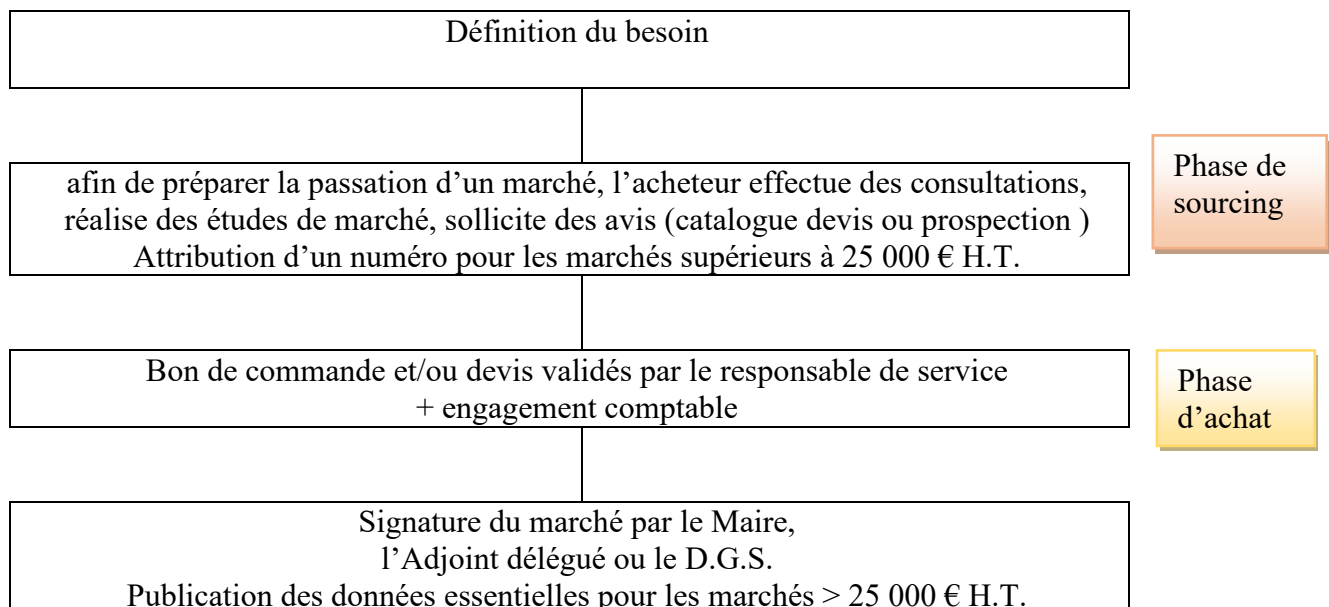 Définition du besoin
afin de préparer la passation d’un marché, l’acheteur effectue des consultations,
réalise des études de marché, sollicite des avis (catalogue devis ou prospection )
Attribution d’un numéro pour les marchés supérieurs à 25 000 € H.T.
Phase de
sourcing
Bon de commande et/ou devis validés par le responsable de service
+ engagement comptable
Phase
d’achat
Signature du marché par le Maire,
l’Adjoint délégué ou le D.G.S.
Publication des données essentielles pour les marchés > 25 000 € H.T.